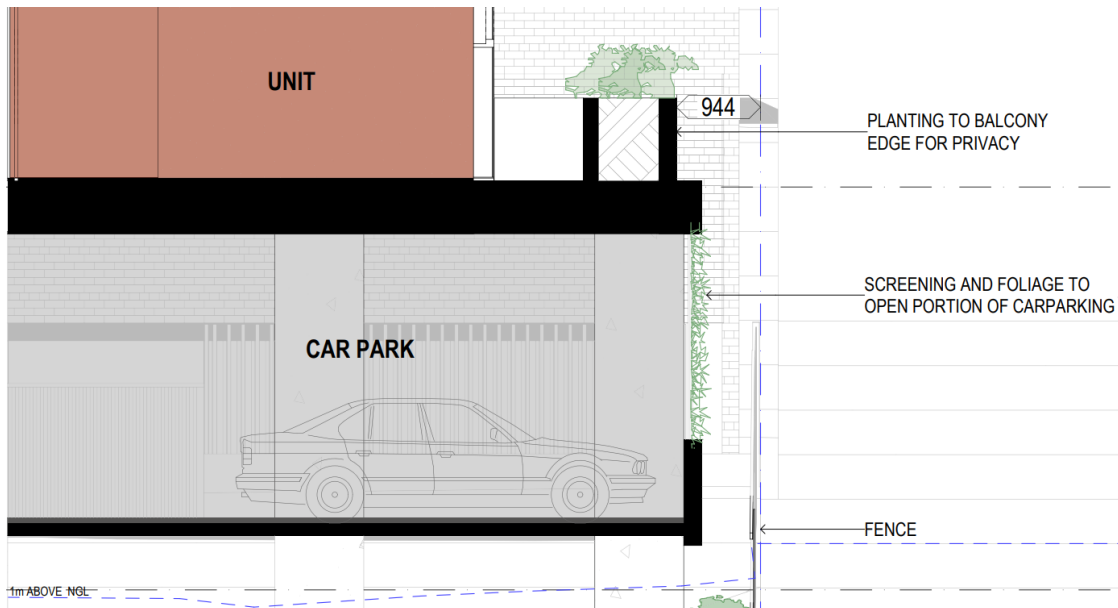 UNIT
944
PLANTING TO BALCONY
EDGE FOR PRIVACY
SCREENING AND FOLIAGE TO
OPEN PORTION OF CARPARKING
CAR PARK
FENCE
1m ABOVE NGL